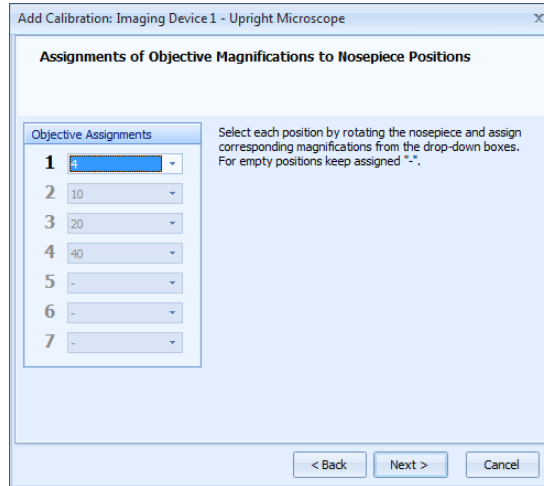 Add Calibration: Imaging Device 1 - Upright Microscope
x
Assignments of Objective Magnifications to Nosepiece Positions
Objective Assignments
1 4
2 10
3 20
4 40
5 -
6 -
7 -
Select each position by rotating the nosepiece and assign
corresponding magnifications from the drop-down boxes.
For empty positions keep assigned "-".
< Back
Next >
Cancel